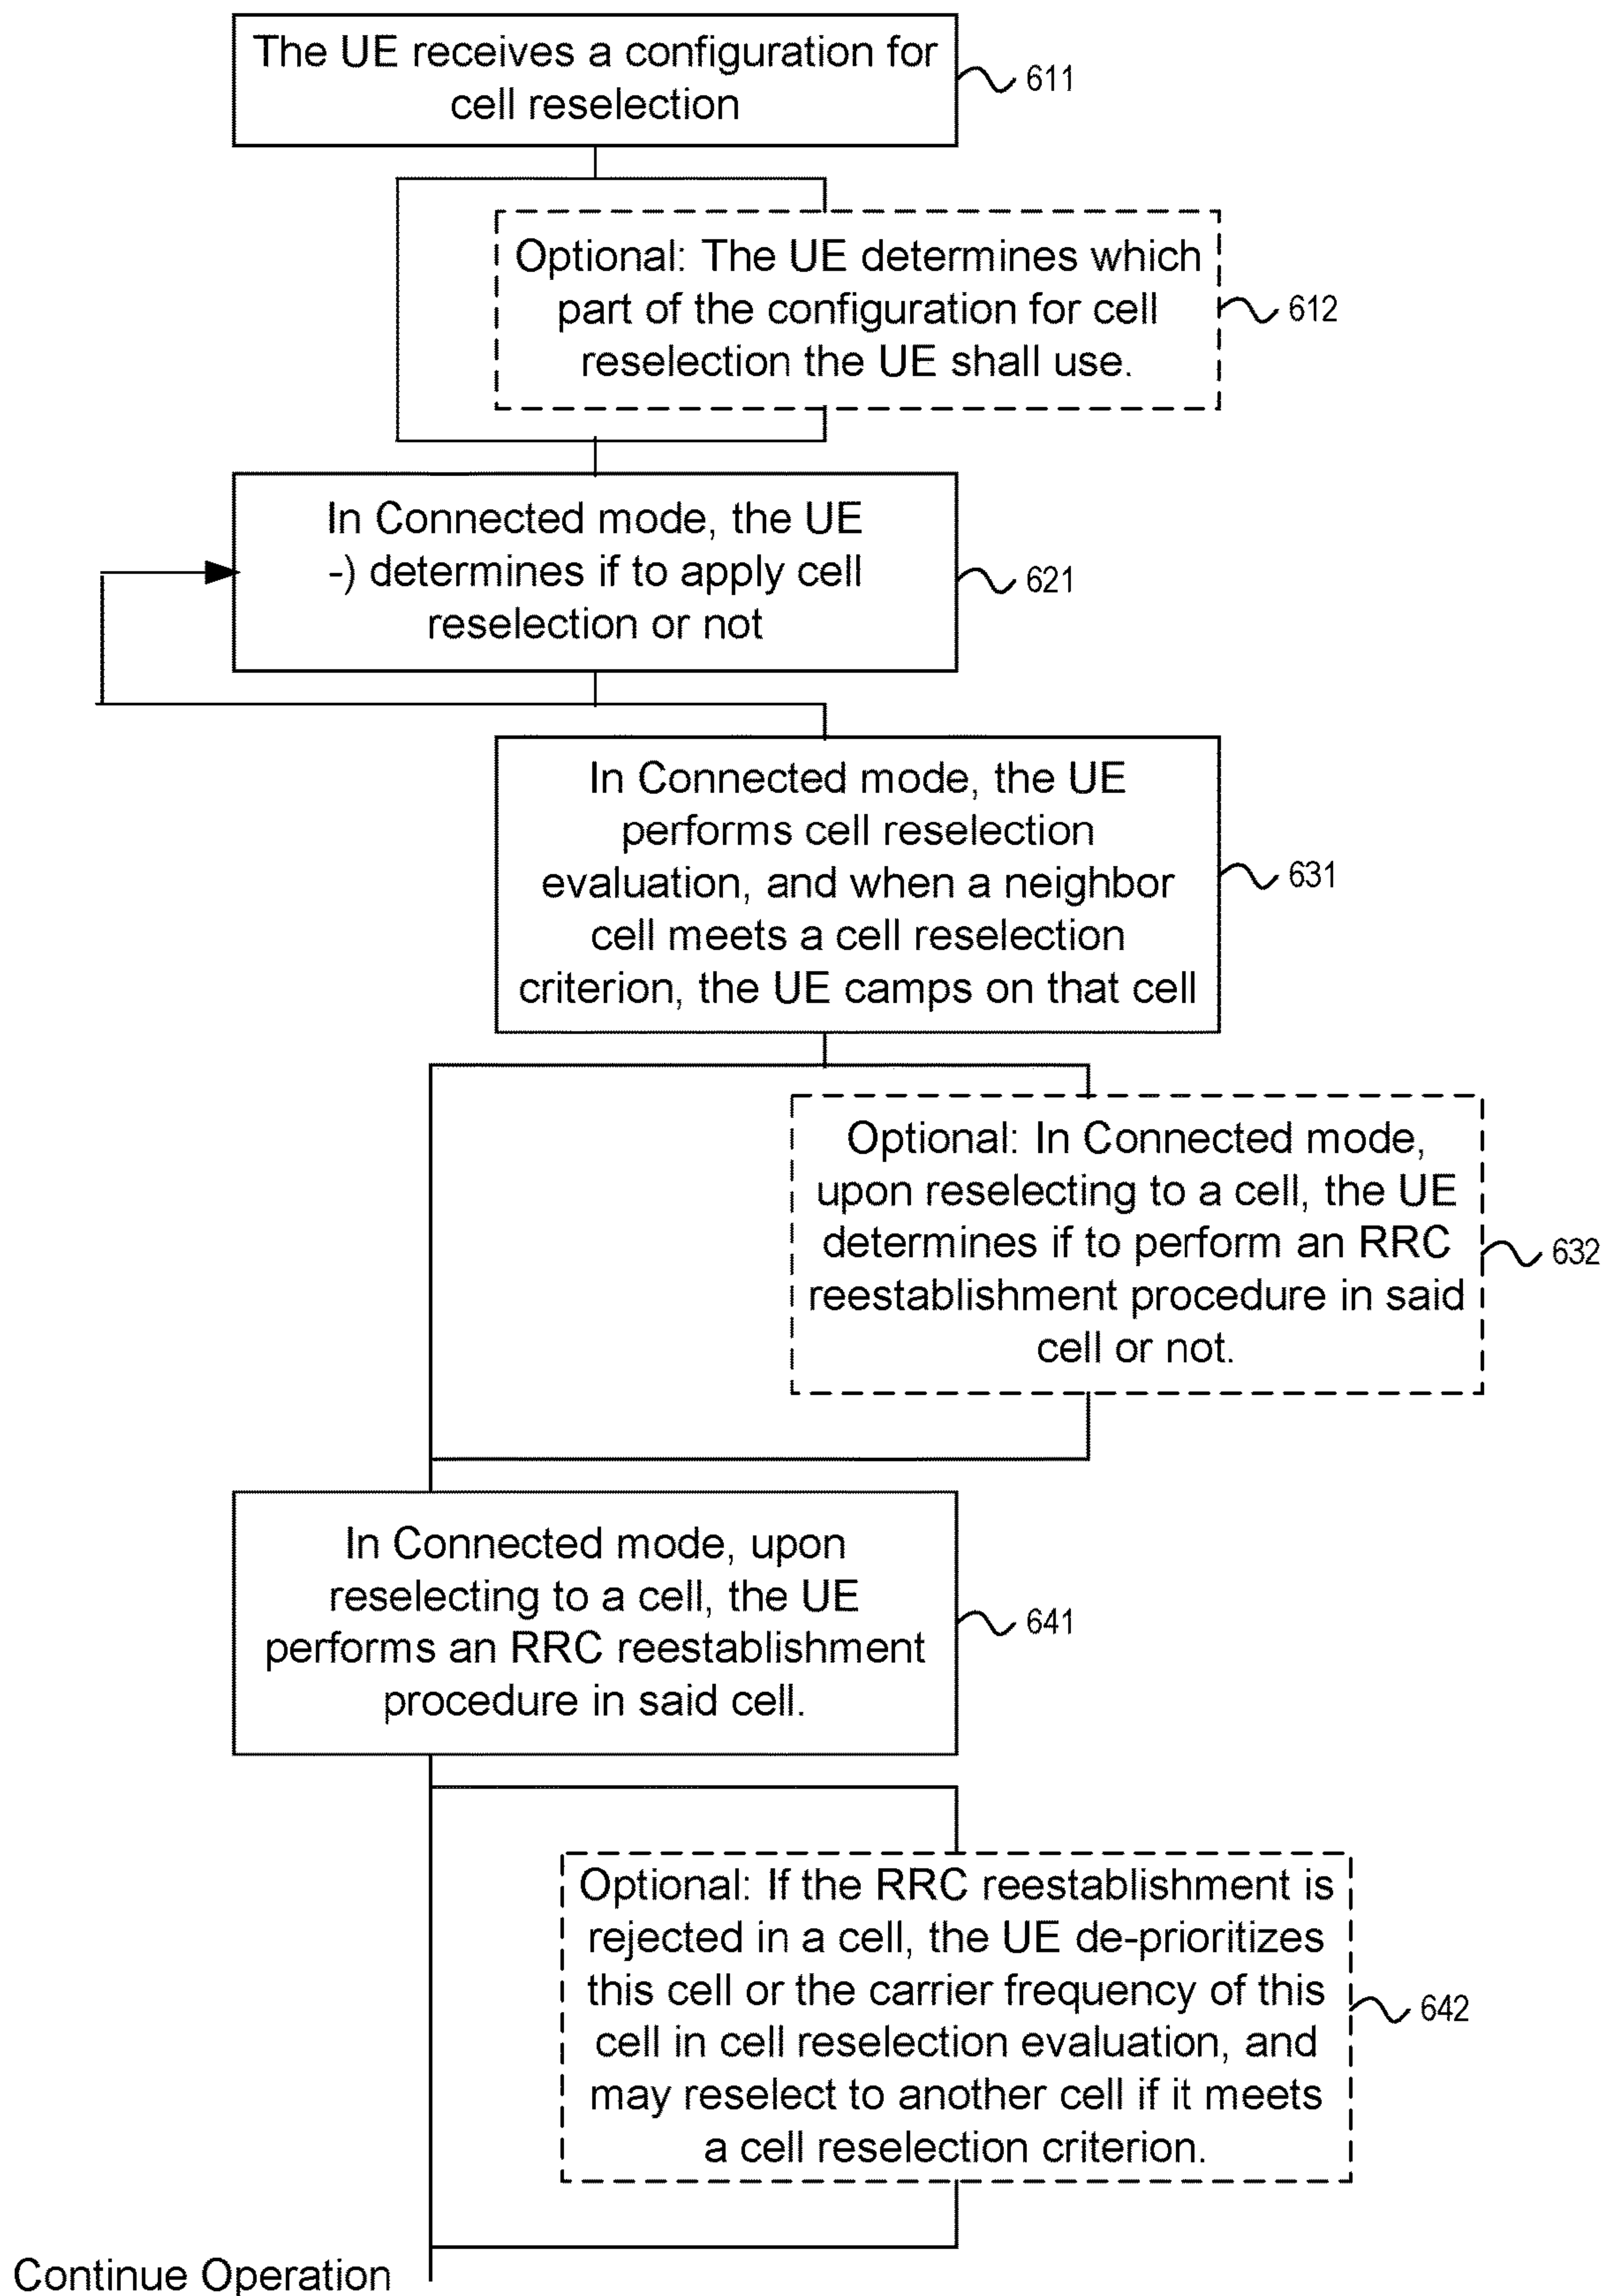 The UE receives a configuration for
cell reselection
611
Optional: The UE determines which
part of the configuration for cell
reselection the UE shall use.
612
In Connected mode, the UE
-) determines if to apply cell
reselection or not
621
In Connected mode, the UE
performs cell reselection
evaluation, and when a neighbor
cell meets a cell reselection
criterion, the UE camps on that cell
631
Optional: In Connected mode,
upon reselecting to a cell, the UE
determines if to perform an RRC
reestablishment procedure in said
cell or not.
632
In Connected mode, upon
reselecting to a cell, the UE
performs an RRC reestablishment
procedure in said cell.
641
Optional: If the RRC reestablishment is
rejected in a cell, the UE de-prioritizes
this cell or the carrier frequency of this
cell in cell reselection evaluation, and
may reselect to another cell if it meets
a cell reselection criterion.
642
Continue Operation